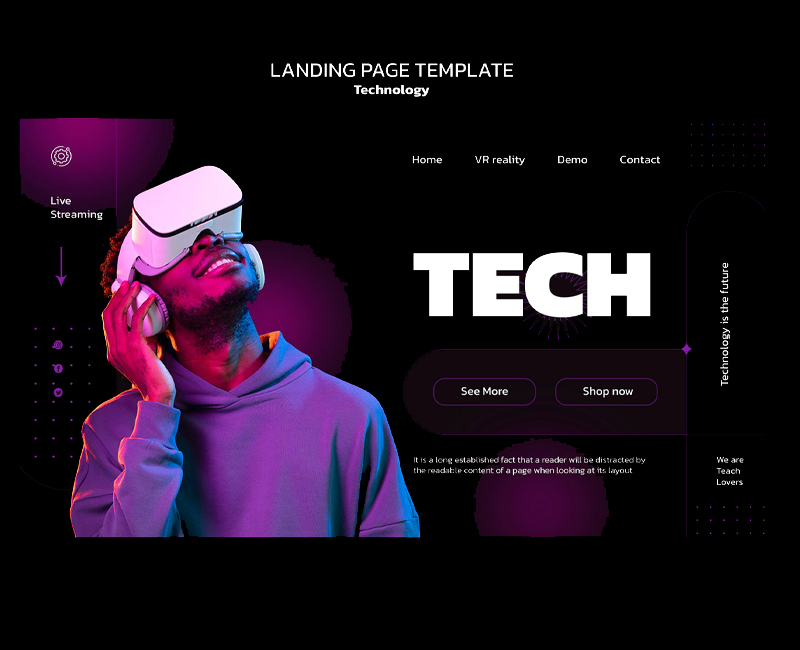 LANDING PAGE TEMPLATE
Technology
Home VR reality Demo Contact
Live
Streaming
TECH
Technology is the future
See More Shop now
It is a long established fact that a reader will be distracted by
the readable content of a page when looking at its layout
We are
Teach
Lovers